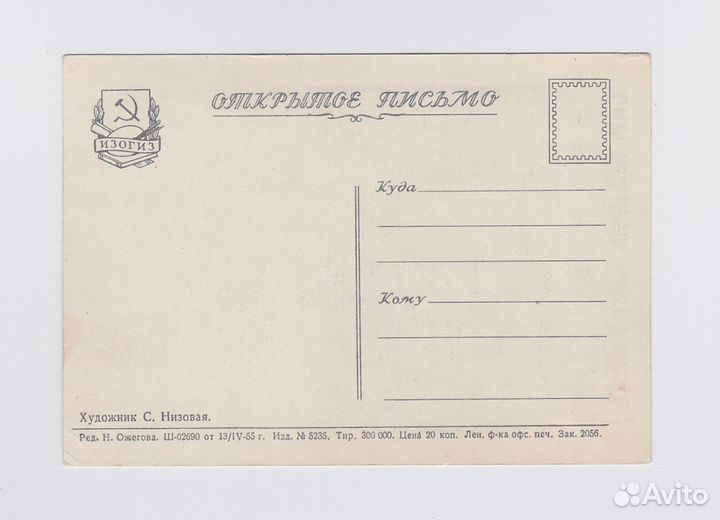 ОТКРЫТОЕ ПИСЬМО
ИЗОГИЗ
Куда
Кому
Художник С. Низовая.
Ред. Н. Ожегова. Ш-02690 от 13/IV-55 г. Изд. № 5235. Тир. 300 000. Цена 20 коп. Лен. ф-ка офс. печ. Зак. 2056.
Avito